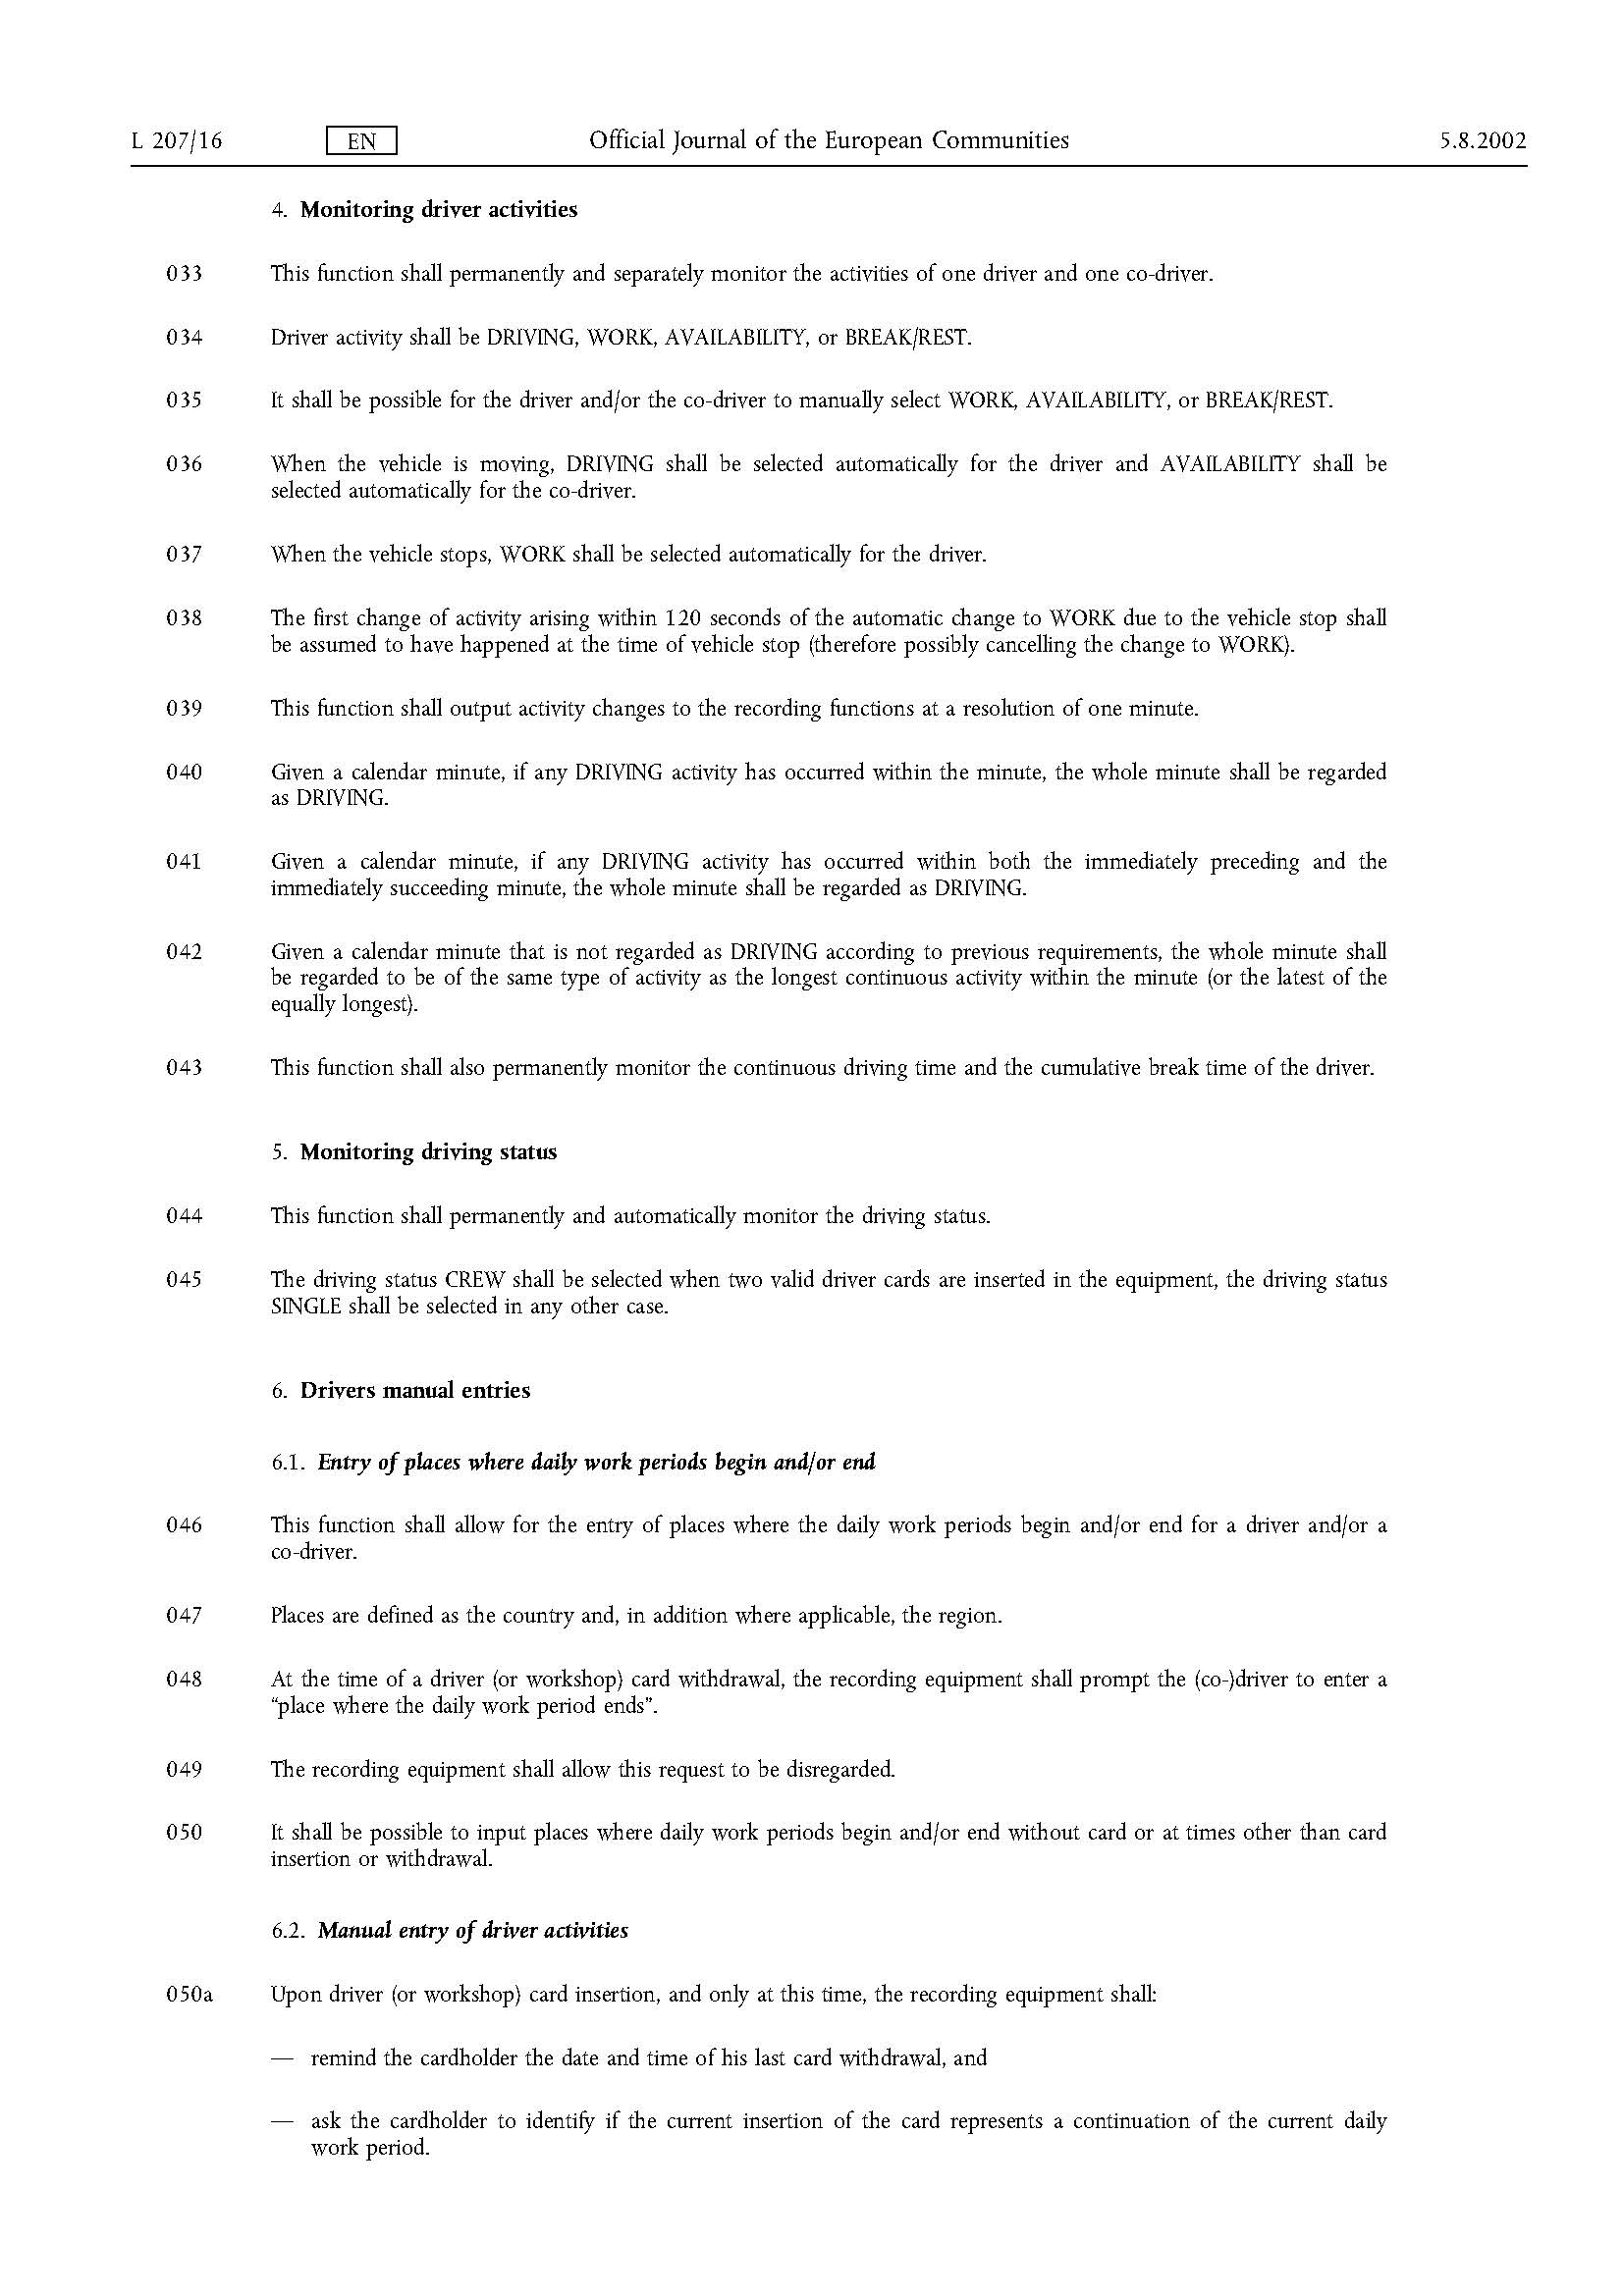 L 207/16 EN Official Journal of the European Communities 5.8.2002
4. Monitoring driver activities
033 This function shall permanently and separately monitor the activities of one driver and one co-driver.
034 Driver activity shall be DRIVING, WORK, AVAILABILITY, or BREAK/REST.
035 It shall be possible for the driver and/or the co-driver to manually select WORK, AVAILABILITY, or BREAK/REST.
036 When the vehicle is moving, DRIVING shall be selected automatically for the driver and AVAILABILITY shall be
selected automatically for the co-driver.
037 When the vehicle stops, WORK shall be selected automatically for the driver.
038 The first change of activity arising within 120 seconds of the automatic change to WORK due to the vehicle stop shall
be assumed to have happened at the time of vehicle stop (therefore possibly cancelling the change to WORK).
039 This function shall output activity changes to the recording functions at a resolution of one minute.
040 Given a calendar minute, if any DRIVING activity has occurred within the minute, the whole minute shall be regarded
as DRIVING.
041 Given a calendar minute, if any DRIVING activity has occurred within both the immediately preceding and the
immediately succeeding minute, the whole minute shall be regarded as DRIVING.
042 Given a calendar minute that is not regarded as DRIVING according to previous requirements, the whole minute shall
be regarded to be of the same type of activity as the longest continuous activity within the minute (or the latest of the
equally longest).
043 This function shall also permanently monitor the continuous driving time and the cumulative break time of the driver.
5. Monitoring driving status
044 This function shall permanently and automatically monitor the driving status.
045 The driving status CREW shall be selected when two valid driver cards are inserted in the equipment, the driving status
SINGLE shall be selected in any other case.
6. Drivers manual entries
6.1. Entry of places where daily work periods begin and/or end
046 This function shall allow for the entry of places where the daily work periods begin and/or end for a driver and/or a
co-driver.
047 Places are defined as the country and, in addition where applicable, the region.
048 At the time of a driver (or workshop) card withdrawal, the recording equipment shall prompt the (co-)driver to enter a
“place where the daily work period ends”.
049 The recording equipment shall allow this request to be disregarded.
050 It shall be possible to input places where daily work periods begin and/or end without card or at times other than card
insertion or withdrawal.
6.2. Manual entry of driver activities
050a Upon driver (or workshop) card insertion, and only at this time, the recording equipment shall:
— remind the cardholder the date and time of his last card withdrawal, and
— ask the cardholder to identify if the current insertion of the card represents a continuation of the current daily
work period.